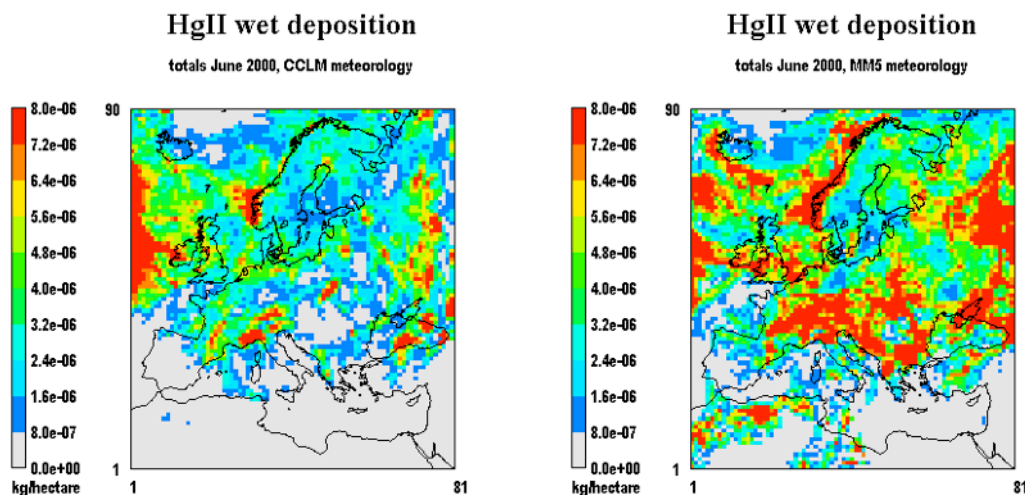 HgII wet deposition
totals June 2000, CCLM meteorology
8.0e-06
7.2e-06
6.4e-06
5.6e-06
4.8e-06
4.0e-06
3.2e-06
2.4e-06
1.6e-06
8.0e-07
0.0e+00
kg/hectare
90
1
1
81
HgII wet deposition
totals June 2000, MM5 meteorology
8.0e-06
7.2e-06
6.4e-06
5.6e-06
4.8e-06
4.0e-06
3.2e-06
2.4e-06
1.6e-06
8.0e-07
0.0e+00
kg/hectare
90
1
1
81